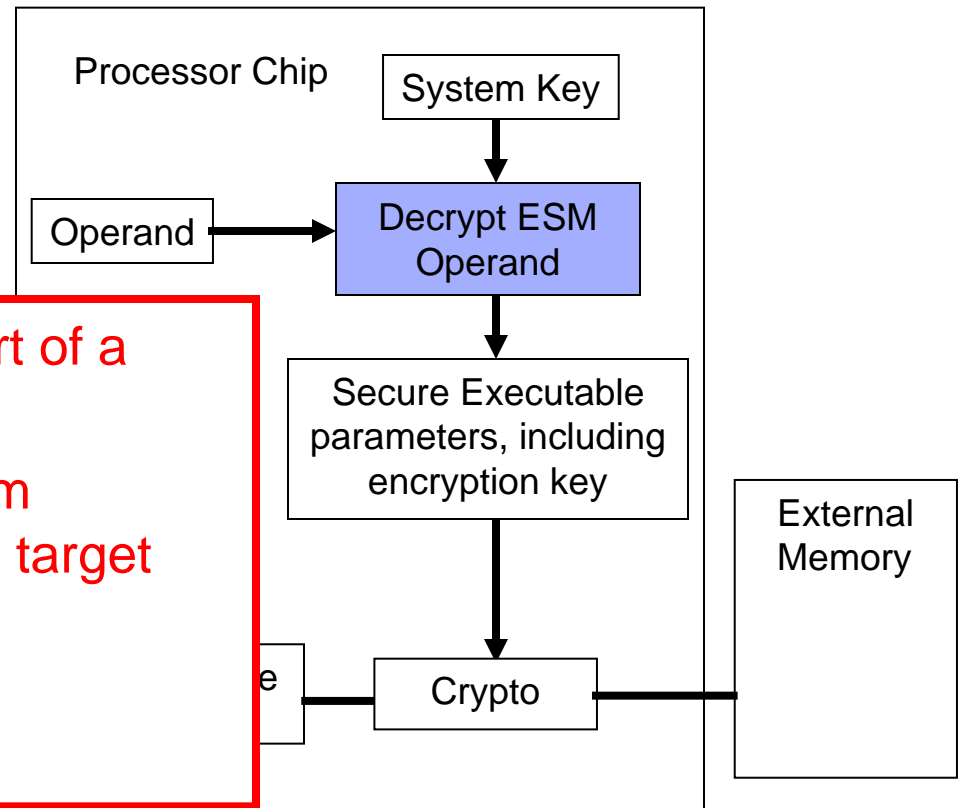 Processor Chip
System Key
Operand
Decrypt ESM
Operand
Secure Executable
parameters, including
encryption key
External
Memory
of a
target
Crypto